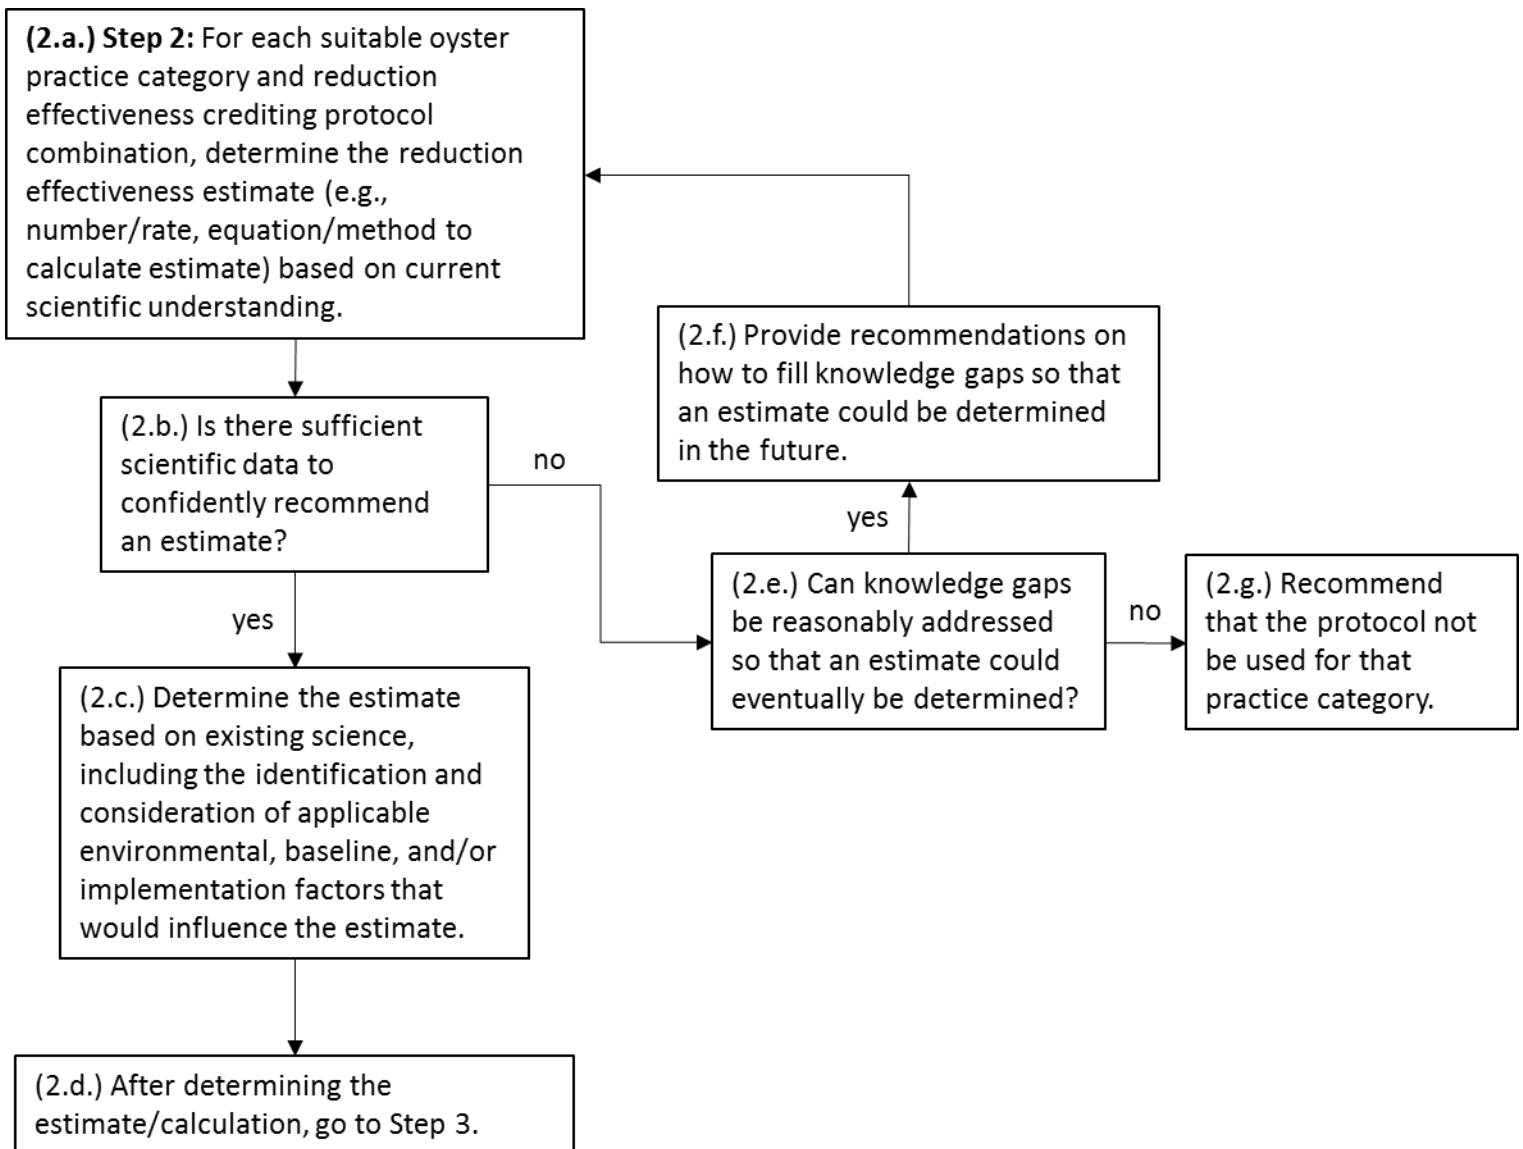 (2.a.) Step 2: For each suitable oyster
practice category and reduction
effectiveness crediting protocol
combination, determine the reduction
effectiveness estimate (e.g.,
number/rate, equation/method to
calculate estimate) based on current
scientific understanding.
(2.b.) Is there sufficient
scientific data to
confidently recommend
an estimate?
no
yes
(2.c.) Determine the estimate
based on existing science,
including the identification and
consideration of applicable
environmental, baseline, and/or
implementation factors that
would influence the estimate.
(2.d.) After determining the
estimate/calculation, go to Step 3.
(2.e.) Can knowledge gaps
be reasonably addressed
so that an estimate could
eventually be determined?
yes
(2.f.) Provide recommendations on
how to fill knowledge gaps so that
an estimate could be determined
in the future.
no
(2.g.) Recommend
that the protocol not
be used for that
practice category.